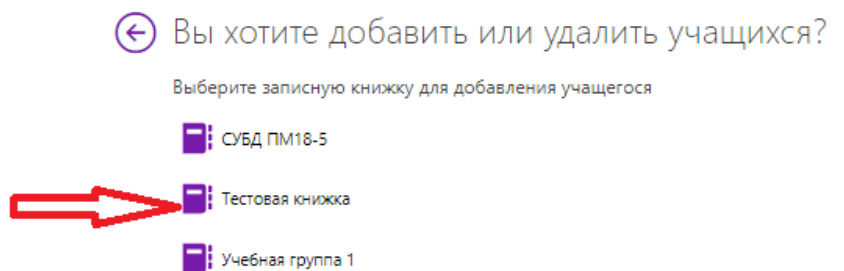 Вы хотите добавить или удалить учащихся?
Выберите записную книжку для добавления учащегося
СУБД ПМ18-5
Тестовая книжка
Учебная группа 1